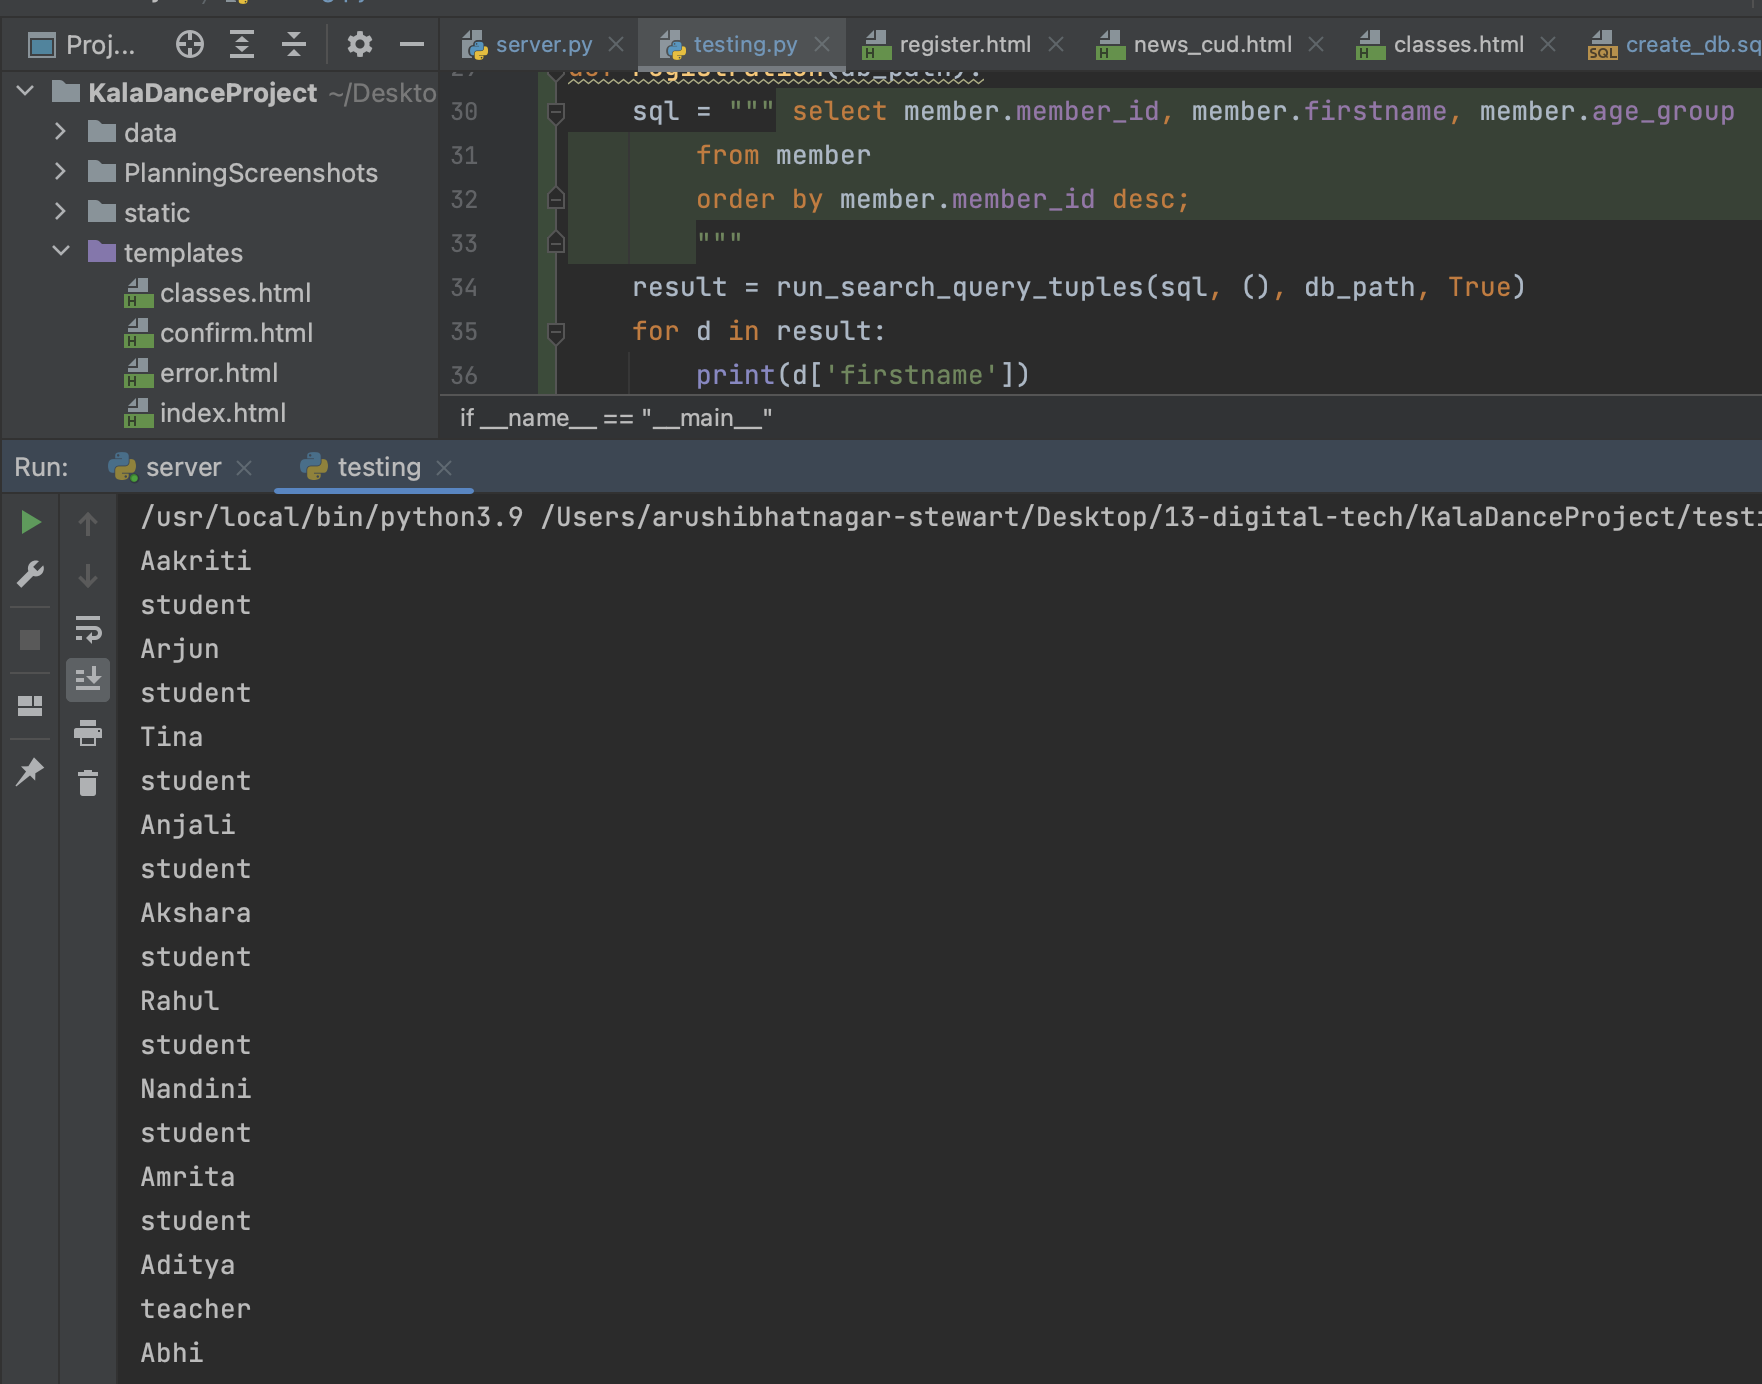 Proj...
server.py
testing.py
register.html
news_cud.html
classes.html
create_db.sq
KalaDanceProject ~/Deskto
data
PlanningScreenshots
static
templates
classes.html
confirm.html
error.html
index.html
def registration(db_path):
30 sql = """ select member.member_id, member.firstname, member.age_group
31 from member
32 order by member.member_id desc;
33 """
34 result = run_search_query_tuples(sql, (), db_path, True)
35 for d in result:
36 print(d['firstname'])
if __name__ == "__main__"
Run: server testing
/usr/local/bin/python3.9 /Users/arushibhatnagar-stewart/Desktop/13-digital-tech/KalaDanceProject/testi
Aakriti
student
Arjun
student
Tina
student
Anjali
student
Akshara
student
Rahul
student
Nandini
student
Amrita
student
Aditya
teacher
Abhi